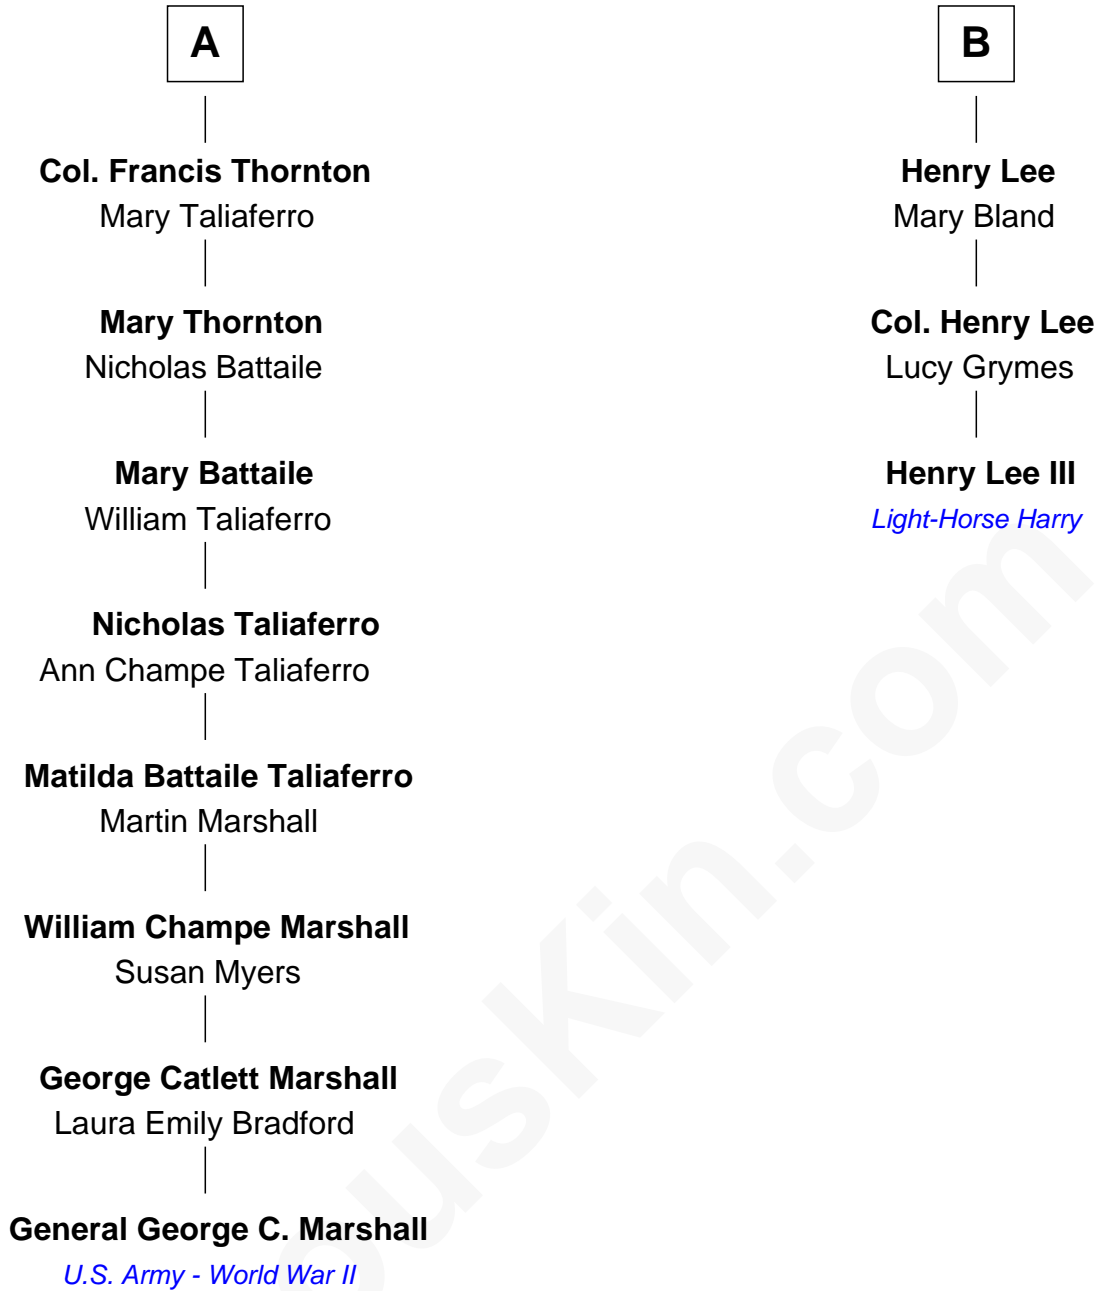 A
Col. Francis Thornton
Mary Taliaferro
Mary Thornton
Nicholas Battaile
Mary Battaile
William Taliaferro
Nicholas Taliaferro
Ann Champe Taliaferro
Matilda Battaile Taliaferro
Martin Marshall
William Champe Marshall
Susan Myers
George Catlett Marshall
Laura Emily Bradford
General George C. Marshall
U.S. Army - World War II
B
Henry Lee
Mary Bland
Col. Henry Lee
Lucy Grymes
Henry Lee III
Light-Horse Harry
ousKin.com